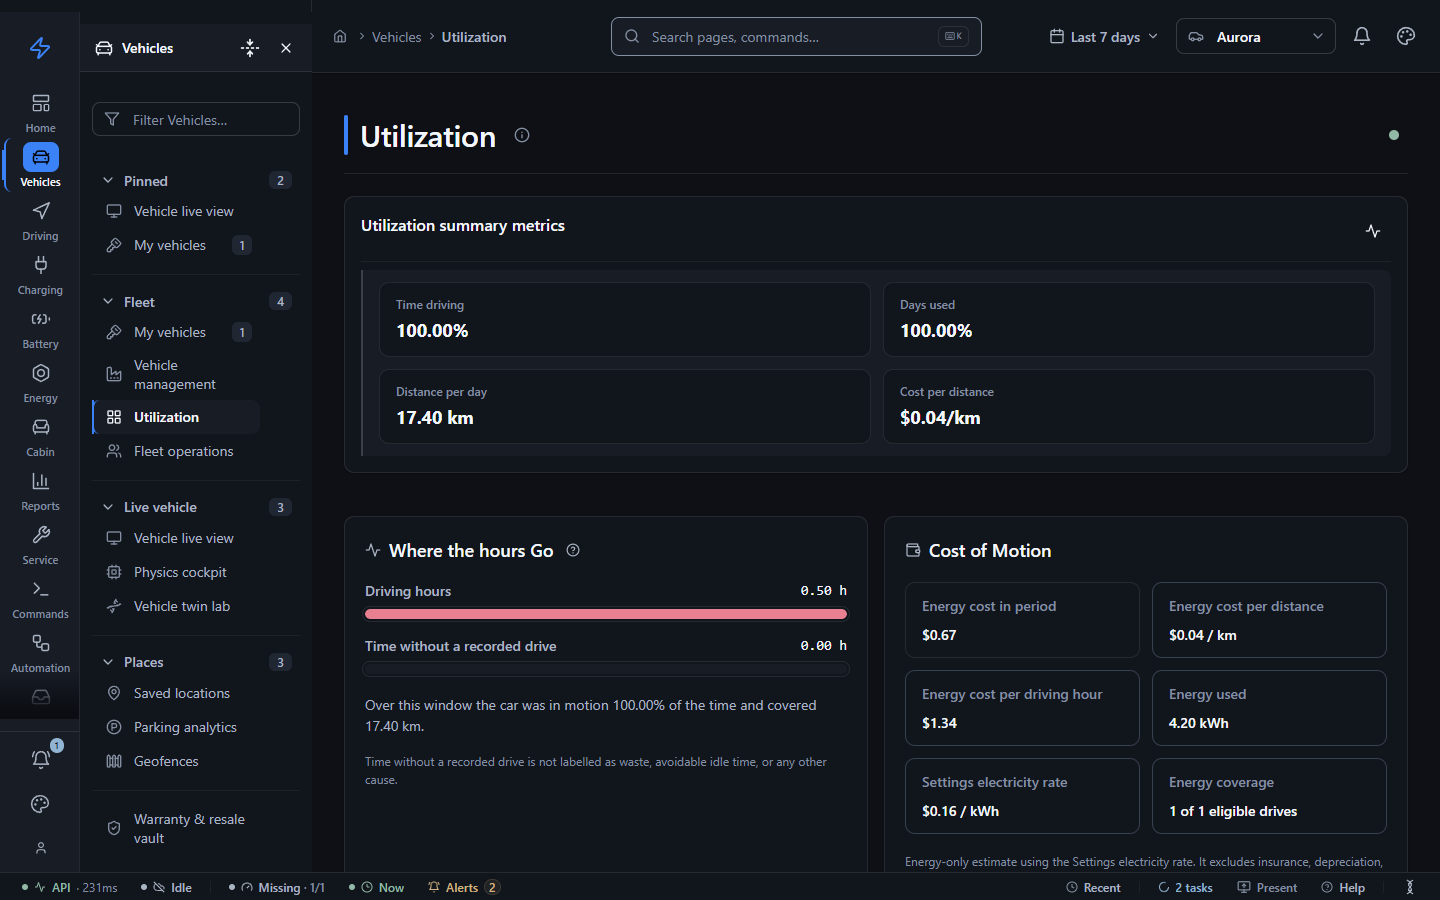 Home
Vehicles
Driving
Charging
Battery
Energy
Cabin
Reports
Service
Commands
Automation
1
Vehicles
Filter Vehicles...
Pinned 2
Vehicle live view
My vehicles 1
Fleet 4
My vehicles 1
Vehicle
management
Utilization
Fleet operations
Live vehicle 3
Vehicle live view
Physics cockpit
Vehicle twin lab
Places 3
Saved locations
Parking analytics
Geofences
Warranty & resale
vault
Vehicles Utilization
Search pages, commands... K
Last 7 days
Aurora
Utilization
Utilization summary metrics
Time driving
100.00%
Days used
100.00%
Distance per day
17.40 km
Cost per distance
$0.04/km
Where the hours Go
Driving hours 0.50 h
Time without a recorded drive 0.00 h
Over this window the car was in motion 100.00% of the time and covered
17.40 km.
Time without a recorded drive is not labelled as waste, avoidable idle time, or any other
cause.
Cost of Motion
Energy cost in period
$0.67
Energy cost per distance
$0.04 / km
Energy cost per driving hour
$1.34
Energy used
4.20 kWh
Settings electricity rate
$0.16 / kWh
Energy coverage
1 of 1 eligible drives
Energy-only estimate using the Settings electricity rate. It excludes insurance, depreciation,
API · 231ms Idle Missing · 1/1 Now Alerts 2 Recent 2 tasks Present Help